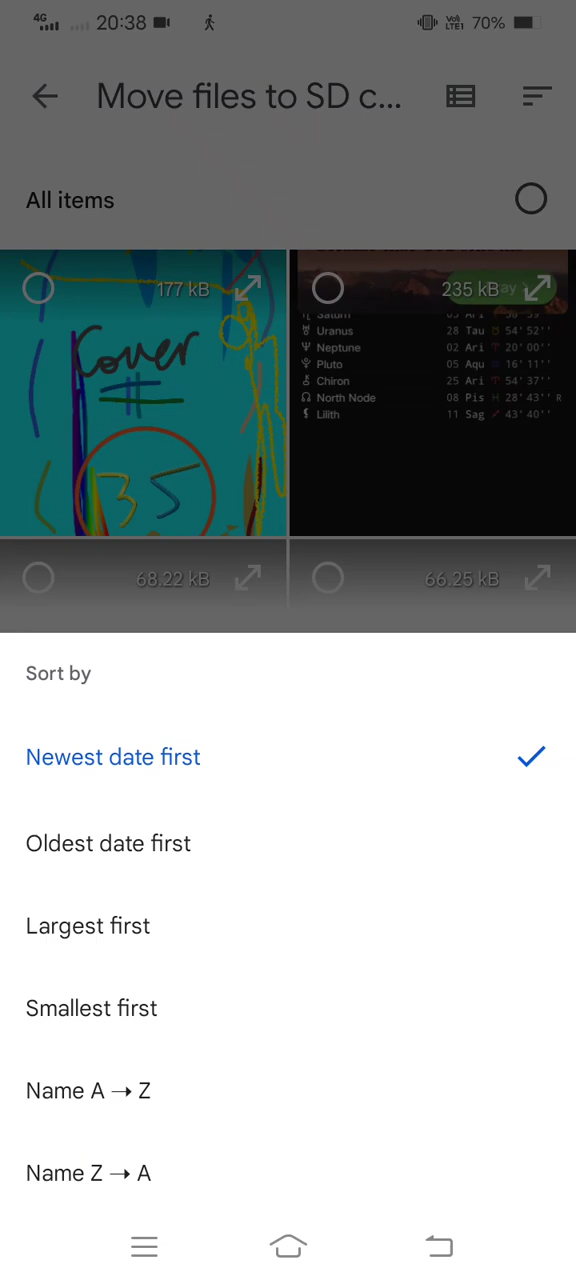 4G 20:38 VoLTE1 70%
Move files to SD c...
All items
177 kB
235 kB
Uranus 28 Tau ♉ 54'52''
Neptune 02 Ari ♈ 20'00''
Pluto 05 Aqu 16'11''
Chiron 25 Ari ♈ 54'37''
North Node 08 Pis ♓ 28'43'' R
Lilith 11 Sag ♐ 43'40''
Cover
#
35
68.22 kB
66.25 kB
Sort by
Newest date first
Oldest date first
Largest first
Smallest first
Name A → Z
Name Z → A